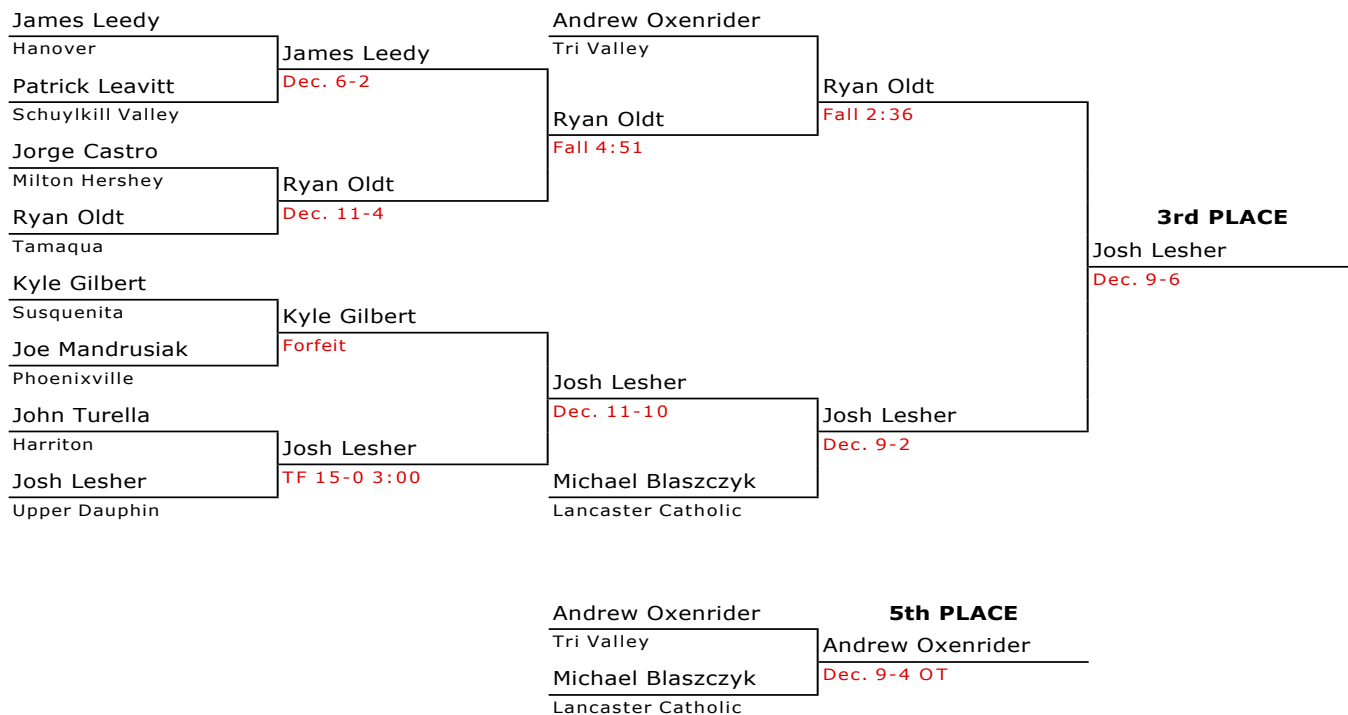 James Leedy
Hanover
Patrick Leavitt
Schuylkill Valley
Jorge Castro
Milton Hershey
Ryan Oldt
Tamaqua
Kyle Gilbert
Susquenita
Joe Mandrusiak
Phoenixville
John Turella
Harriton
Josh Lesher
Upper Dauphin
James Leedy
Dec. 6-2
Ryan Oldt
Dec. 11-4
Kyle Gilbert
Forfeit
Josh Lesher
TF 15-0 3:00
Andrew Oxenrider
Tri Valley
Ryan Oldt
Fall 4:51
Josh Lesher
Dec. 11-10
Michael Blaszczyk
Lancaster Catholic
Ryan Oldt
Fall 2:36
Josh Lesher
Dec. 9-2
3rd PLACE
Josh Lesher
Dec. 9-6
Andrew Oxenrider
Tri Valley
Michael Blaszczyk
Lancaster Catholic
5th PLACE
Andrew Oxenrider
Dec. 9-4 OT